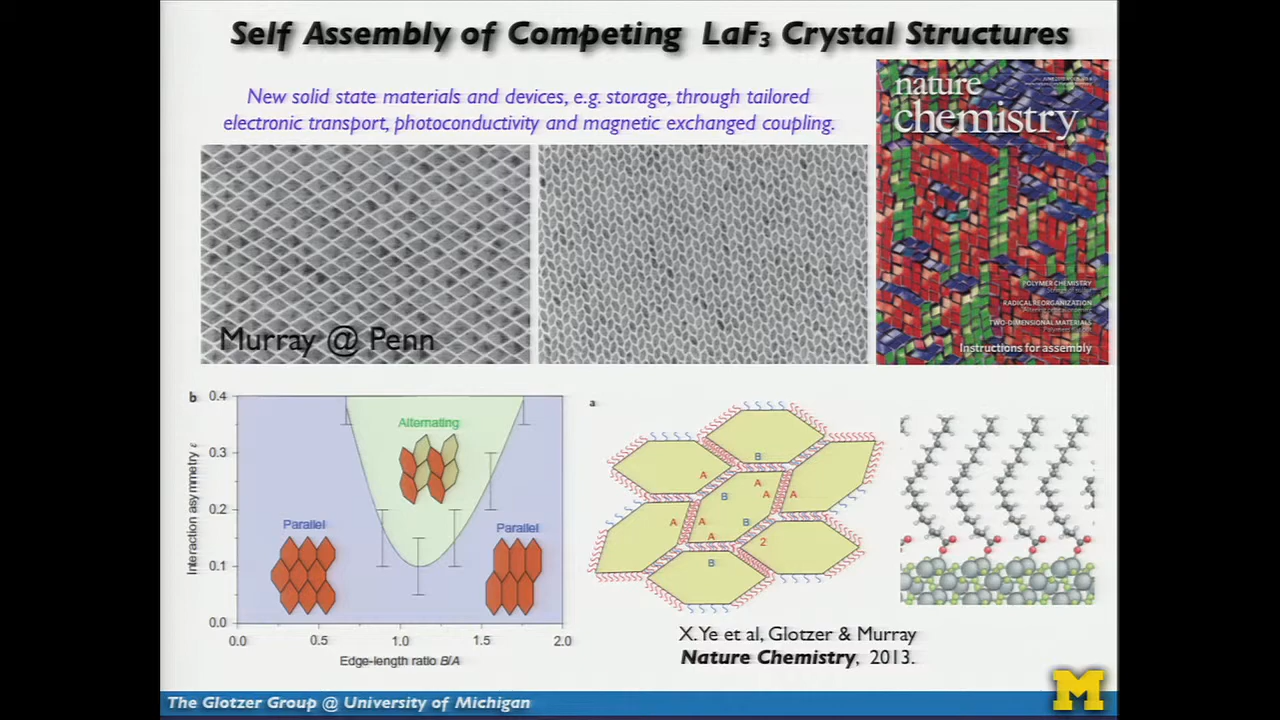 Self Assembly of Competing LaF3 Crystal Structures
New solid state materials and devices, e.g. storage, through tailored
electronic transport, photoconductivity and magnetic exchanged coupling.
nature
chemistry
POLYMER CHEMISTRY
RADICAL REORGANIZATION
TWO-DIMENSIONAL MATERIALS
Instructions for assembly
Murray @ Penn
b
Interaction asymmetry ε
0.4
0.3
0.2
0.1
0.0
Alternating
Parallel
Parallel
0.0 0.5 1.0 1.5 2.0
Edge-length ratio B/A
a
B
A
A
B
A
A
A
A
B
A
2
B
X. Ye et al, Glotzer & Murray
Nature Chemistry, 2013.
The Glotzer Group @ University of Michigan
M